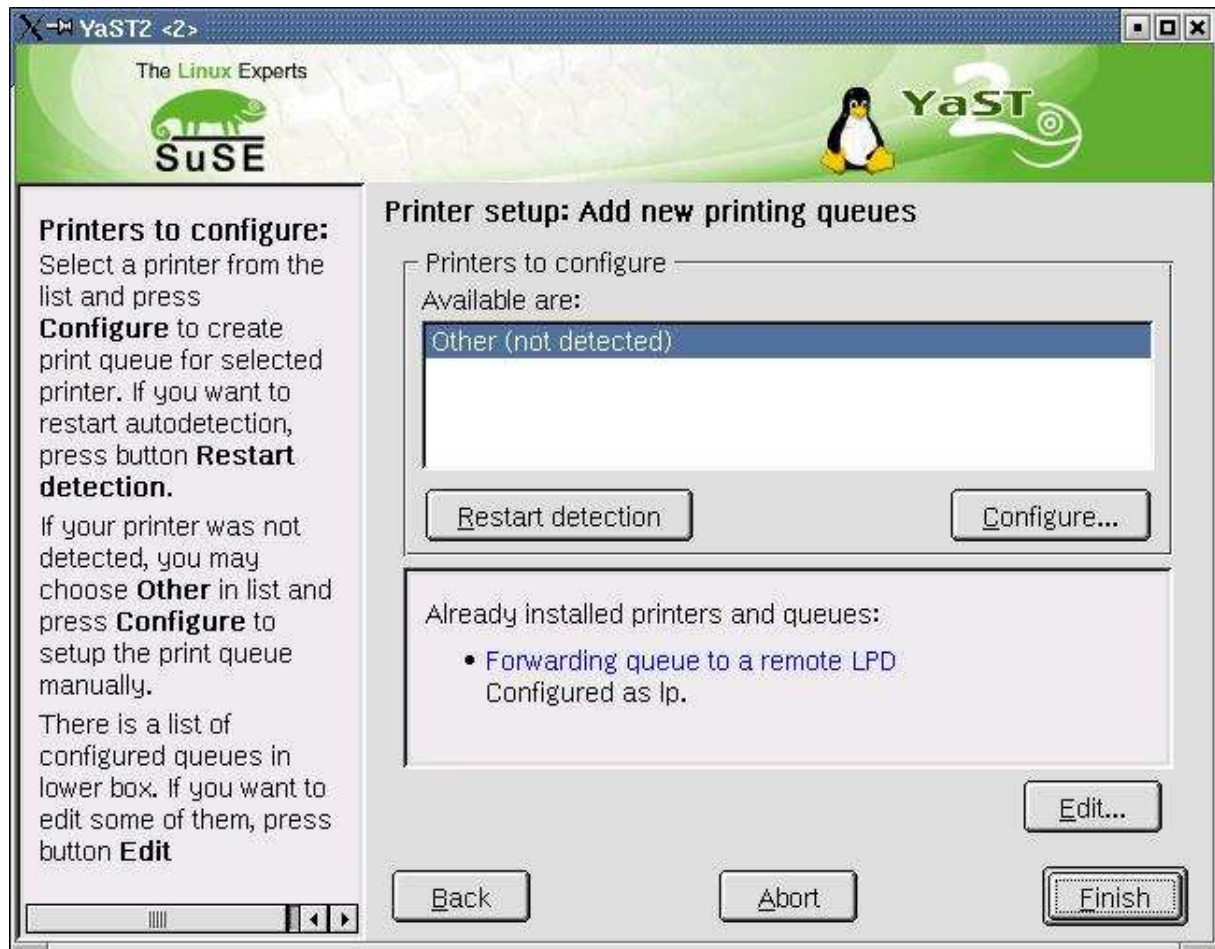 YaST2 <2>
The Linux Experts
SuSE
YaST
2
Printers to configure:
Select a printer from the
list and press
Configure to create
print queue for selected
printer. If you want to
restart autodetection,
press button Restart
detection.
If your printer was not
detected, you may
choose Other in list and
press Configure to
setup the print queue
manually.
There is a list of
configured queues in
lower box. If you want to
edit some of them, press
button Edit
Printer setup: Add new printing queues
Printers to configure
Available are:
Other (not detected)
Restart detection
Configure...
Already installed printers and queues:
• Forwarding queue to a remote LPD
Configured as lp.
Edit...
Back
Abort
Finish